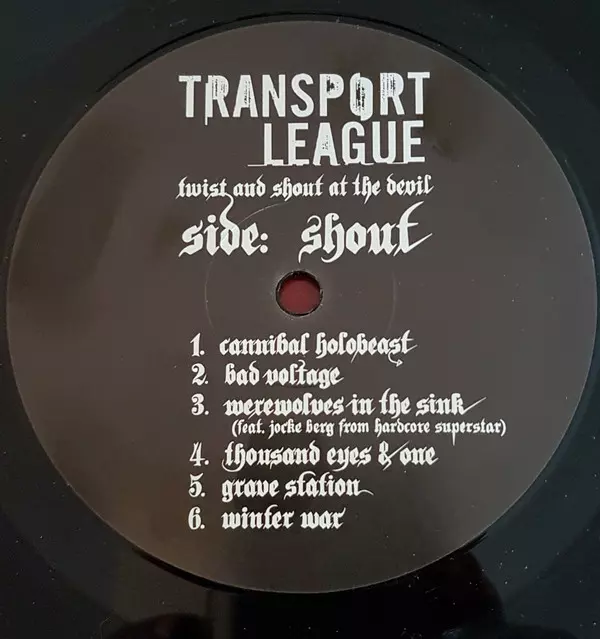 TRANSPORT
LEAGUE
twist and shout at the devil
side: shout
1. cannibal holobeast
2. bad voltage
3. werewolves in the sink
(feat. jocke berg from hardcore superstar)
4. thousand eyes & one
5. grave station
6. winter war